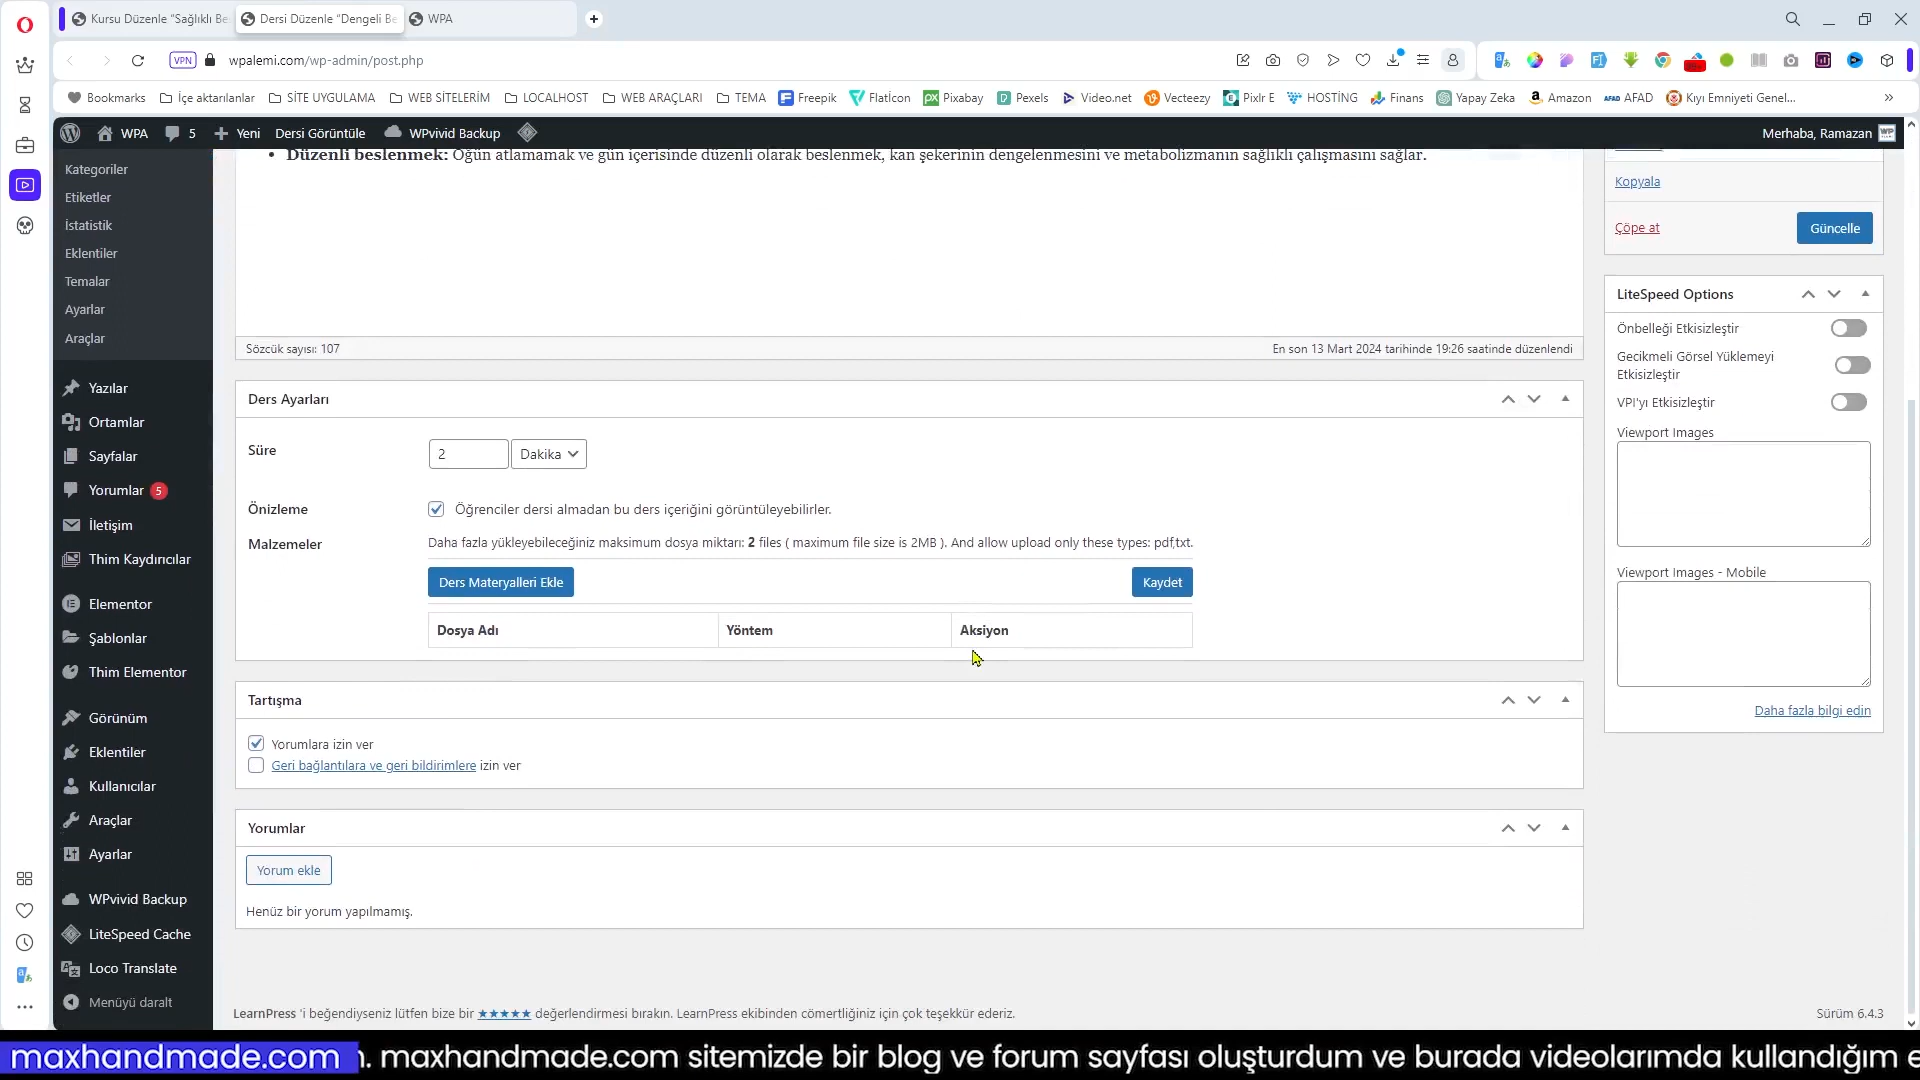 Kursu Düzenle “Sağlıklı Be
Dersi Düzenle “Dengeli Be
WPA
VPN
wpalemi.com/wp-admin/post.php
Bookmarks
İçe aktarılanlar
SİTE UYGULAMA
WEB SİTELERİM
LOCALHOST
WEB ARAÇLARI
TEMA
Freepik
Flatİcon
Pixabay
Pexels
Video.net
Vecteezy
Pixlr E
HOSTİNG
Finans
Yapay Zeka
Amazon
AFAD
Kıyı Emniyeti Genel...
WPA
5
Yeni
Dersi Görüntüle
WPvivid Backup
Merhaba, Ramazan
Kategoriler
Etiketler
İstatistik
Eklentiler
Temalar
Ayarlar
Araçlar
Yazılar
Ortamlar
Sayfalar
Yorumlar 5
İletişim
Thim Kaydırıcılar
Elementor
Şablonlar
Thim Elementor
Görünüm
Eklentiler
Kullanıcılar
Araçlar
Ayarlar
WPvivid Backup
LiteSpeed Cache
Loco Translate
Menüyü daralt
• Düzenli beslenmek: Öğün atlamamak ve gün içerisinde düzenli olarak beslenmek, kan şekerinin dengelenmesini ve metabolizmanın sağlıklı çalışmasını sağlar.
Sözcük sayısı: 107
En son 13 Mart 2024 tarihinde 19:26 saatinde düzenlendi
Ders Ayarları
Süre
2
Dakika
Önizleme
Öğrenciler dersi almadan bu ders içeriğini görüntüleyebilirler.
Malzemeler
Daha fazla yükleyebileceğiniz maksimum dosya miktarı: 2 files ( maximum file size is 2MB ). And allow upload only these types: pdf,txt.
Ders Materyalleri Ekle
Kaydet
Dosya Adı
Yöntem
Aksiyon
Tartışma
Yorumlara izin ver
Geri bağlantılara ve geri bildirimlere izin ver
Yorumlar
Yorum ekle
Henüz bir yorum yapılmamış.
Kopyala
Çöpe at
Güncelle
LiteSpeed Options
Önbelleği Etkisizleştir
Gecikmeli Görsel Yüklemeyi
Etkisizleştir
VPI'yı Etkisizleştir
Viewport Images
Viewport Images - Mobile
Daha fazla bilgi edin
LearnPress 'i beğendiyseniz lütfen bize bir ★★★★★ değerlendirmesi bırakın. LearnPress ekibinden cömertliğiniz için çok teşekkür ederiz.
Sürüm 6.4.3
maxhandmade.com
. maxhandmade.com sitemizde bir blog ve forum sayfası oluşturdum ve burada videolarımda kullandığım e